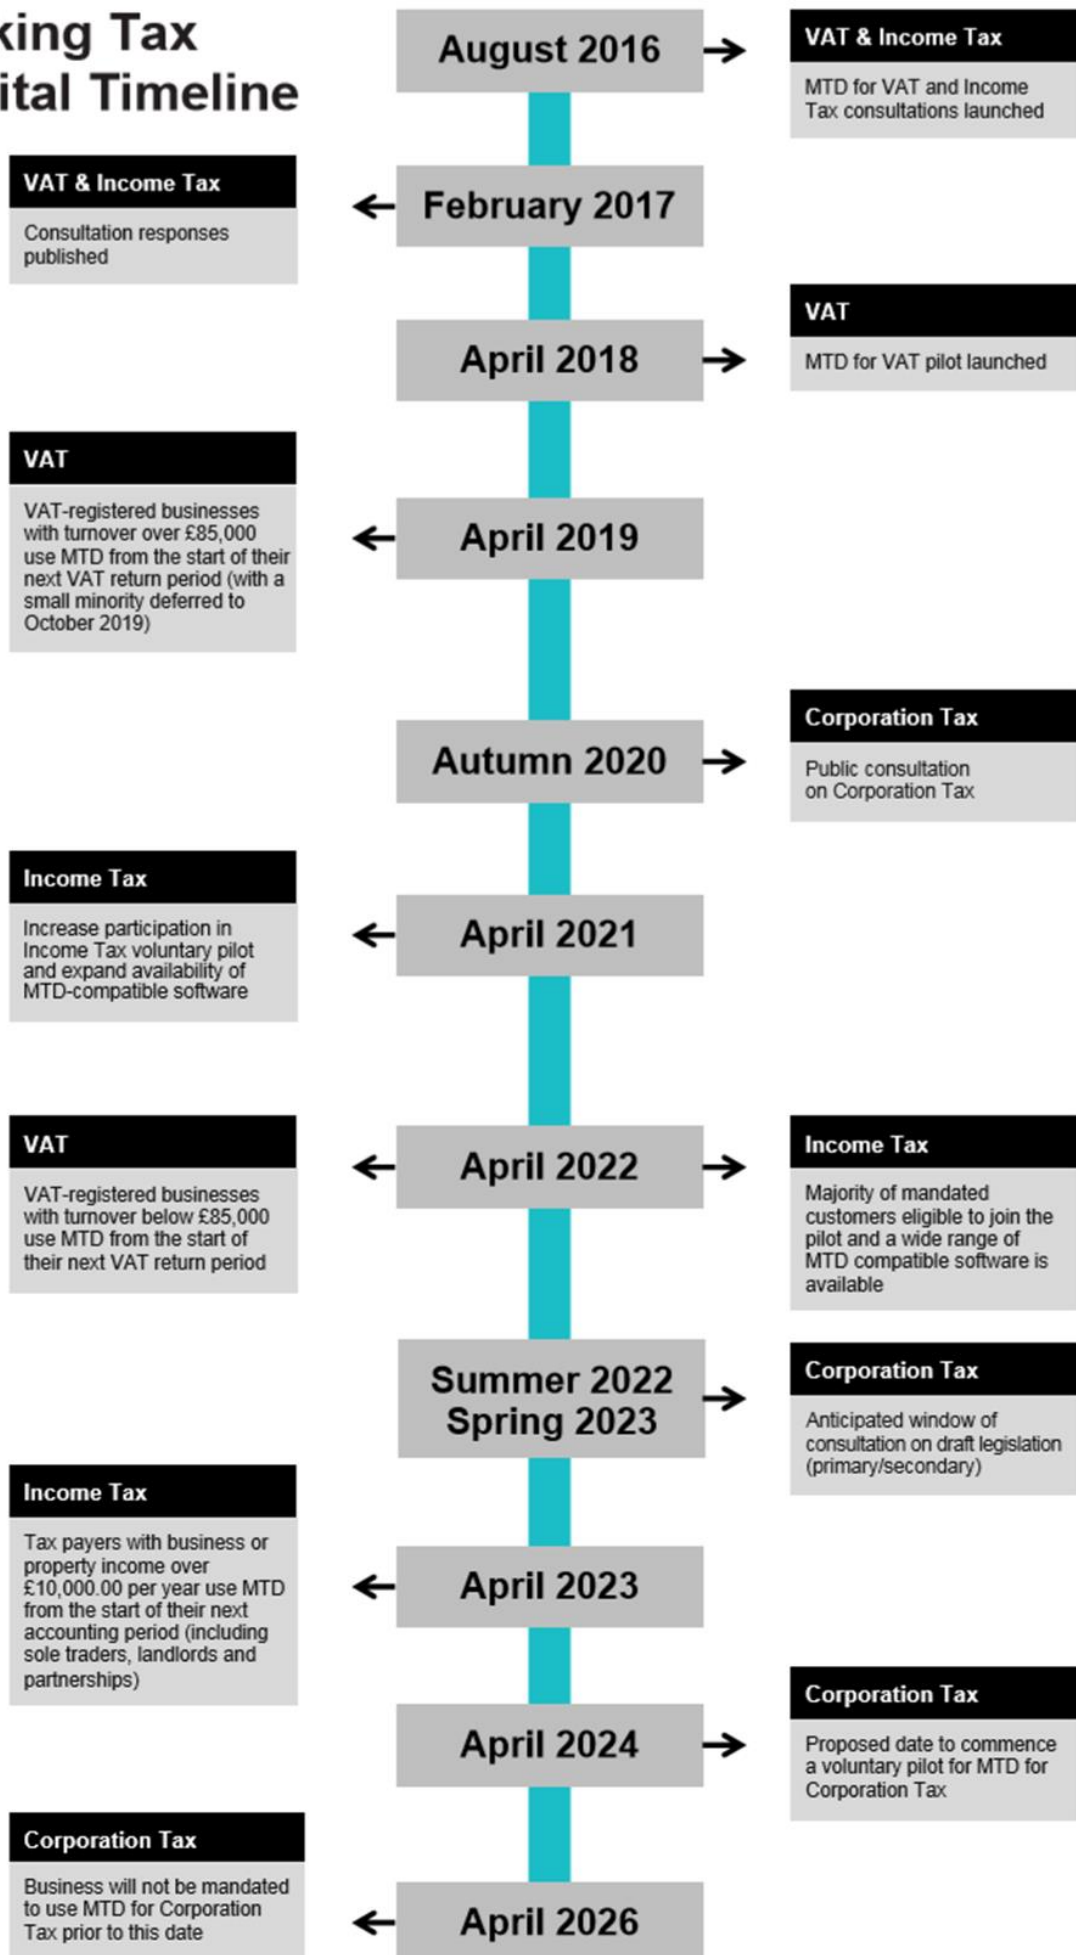 king Tax
ital Timeline
August 2016
VAT & Income Tax
MTD for VAT and Income
Tax consultations launched
February 2017
VAT & Income Tax
Consultation responses
published
April 2018
VAT
MTD for VAT pilot launched
April 2019
VAT
VAT-registered businesses
with turnover over £85,000
use MTD from the start of their
next VAT return period (with a
small minority deferred to
October 2019)
Autumn 2020
Corporation Tax
Public consultation
on Corporation Tax
April 2021
Income Tax
Increase participation in
Income Tax voluntary pilot
and expand availability of
MTD-compatible software
April 2022
VAT
VAT-registered businesses
with turnover below £85,000
use MTD from the start of
their next VAT return period
Income Tax
Majority of mandated
customers eligible to join the
pilot and a wide range of
MTD compatible software is
available
Summer 2022
Spring 2023
Corporation Tax
Anticipated window of
consultation on draft legislation
(primary/secondary)
April 2023
Income Tax
Tax payers with business or
property income over
£10,000.00 per year use MTD
from the start of their next
accounting period (including
sole traders, landlords and
partnerships)
April 2024
Corporation Tax
Proposed date to commence
a voluntary pilot for MTD for
Corporation Tax
April 2026
Corporation Tax
Business will not be mandated
to use MTD for Corporation
Tax prior to this date